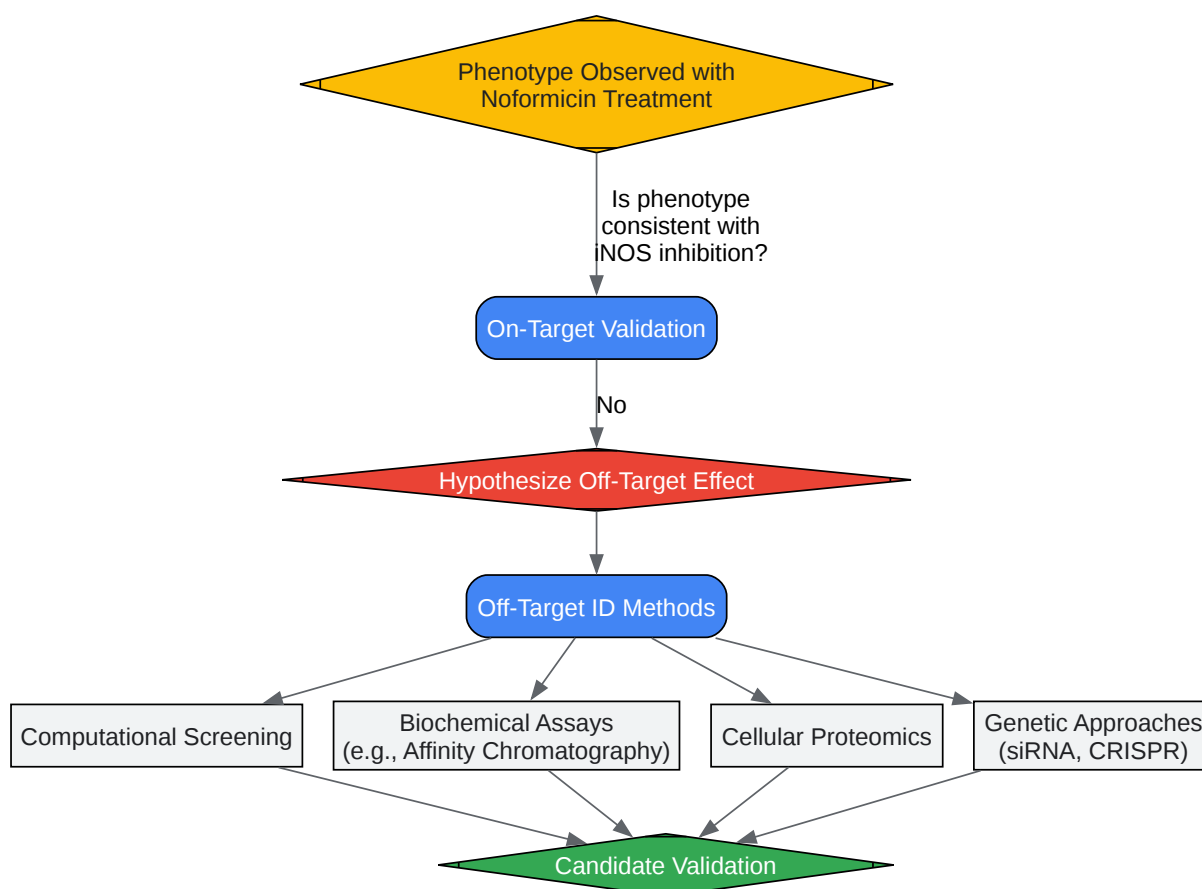 Phenotype Observed with
Noformicin Treatment
Is phenotype
consistent with
iNOS inhibition?
On-Target Validation
No
Hypothesize Off-Target Effect
Off-Target ID Methods
Computational Screening
Biochemical Assays
(e.g., Affinity Chromatography)
Cellular Proteomics
Genetic Approaches
(siRNA, CRISPR)
Candidate Validation